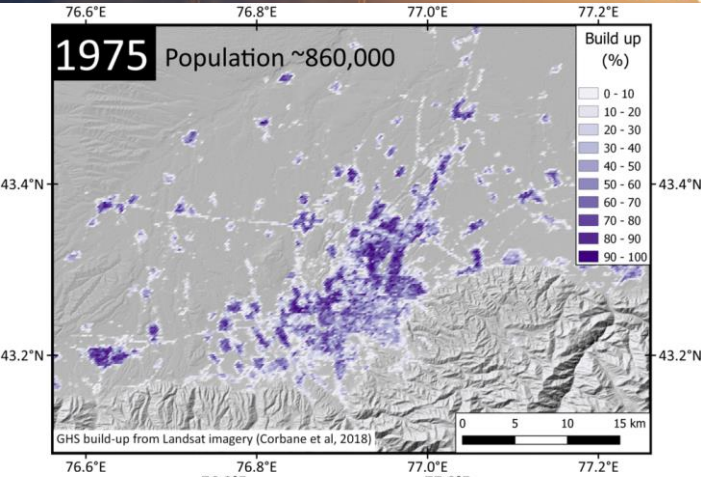 76.6°E 76.8°E 77.0°E 77.2°E
1975 Population ~860,000
Build up
(%)
0 - 10
10 - 20
20 - 30
30 - 40
40 - 50
50 - 60
60 - 70
70 - 80
80 - 90
90 - 100
43.4°N 43.4°N
43.2°N 43.2°N
0 5 10 15 km
GHS build-up from Landsat imagery (Corbane et al, 2018)
76.6°E 76.8°E 77.0°E 77.2°E